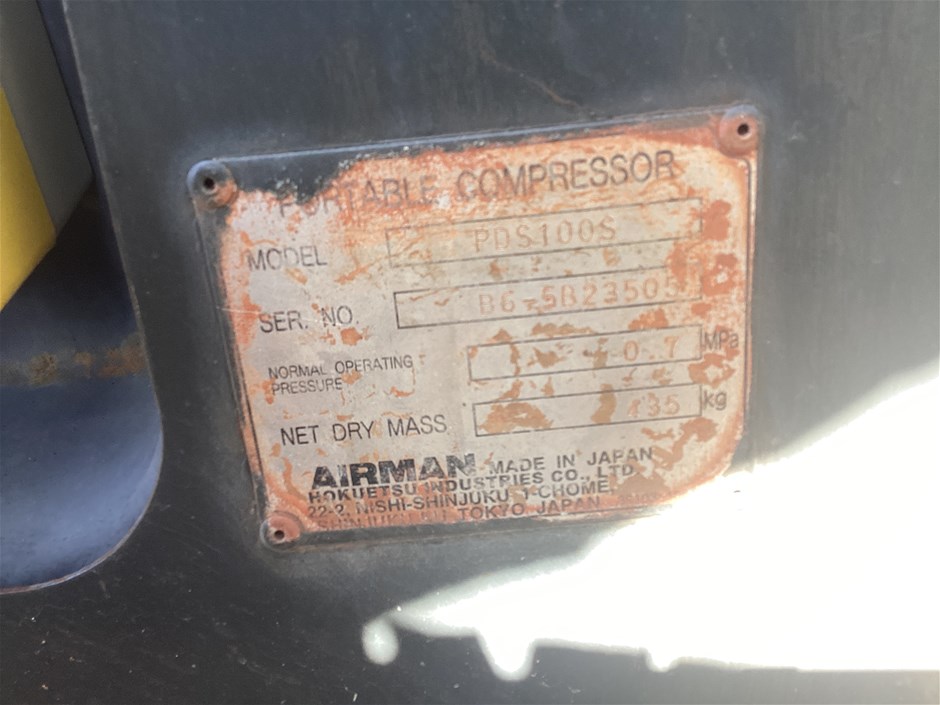 PORTABLE COMPRESSOR
MODEL PDS100S
SER. NO. B6-5B23505
NORMAL OPERATING
PRESSURE 0.7 MPa
NET DRY MASS 435 kg
AIRMAN MADE IN JAPAN
HOKUETSU INDUSTRIES CO., LTD.
22-2, NISHI-SHINJUKU 1-CHOME,
TOKYO JAPAN